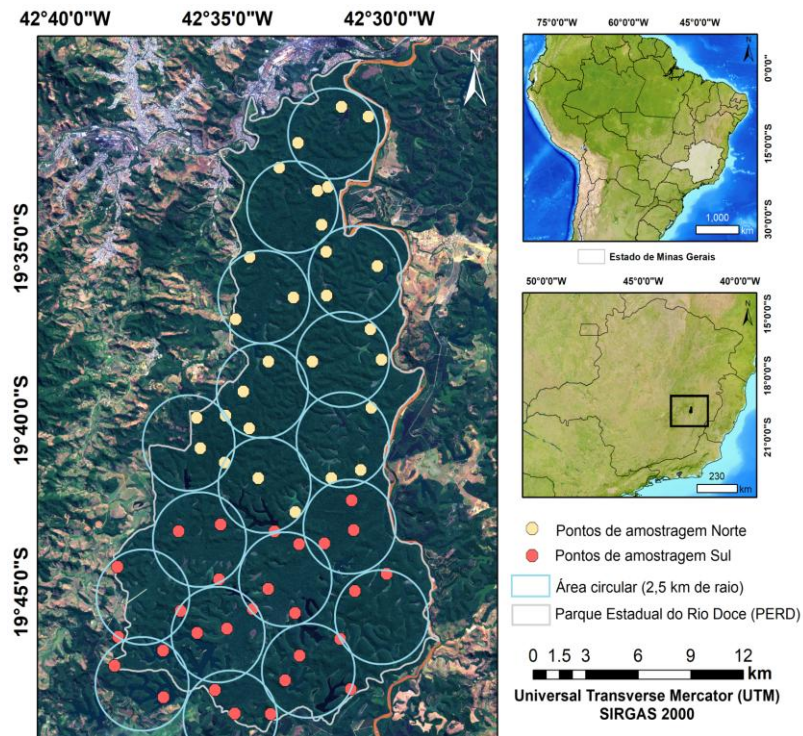 42°40'0"W 42°35'0"W 42°30'0"W
N
19°35'0"S
19°40'0"S
19°45'0"S
75°0'0"W 60°0'0"W 45°0'0"W
N
0°0'0"
15°0'0"S
30°0'0"S
1,000
km
Estado de Minas Gerais
50°0'0"W 45°0'0"W 40°0'0"W
N
15°0'0"S
18°0'0"S
21°0'0"S
230
km
Pontos de amostragem Norte
Pontos de amostragem Sul
Área circular (2,5 km de raio)
Parque Estadual do Rio Doce (PERD)
0 1.5 3 6 9 12
km
Universal Transverse Mercator (UTM)
SIRGAS 2000